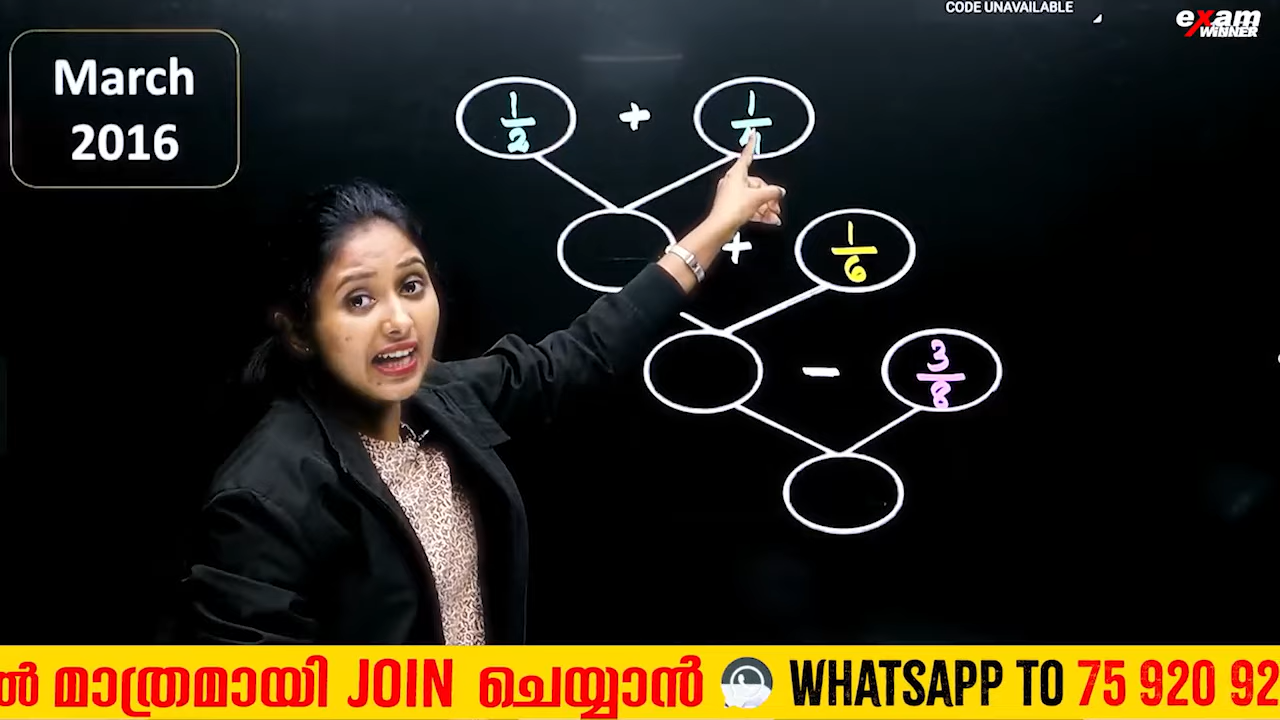 CODE UNAVAILABLE
exam
WINNER
March
2016
1/2 + 1/4
+ 1/6
- 3/8
ൽ മാത്രമായി JOIN ചെയ്യാൻ WHATSAPP TO 75 920 92